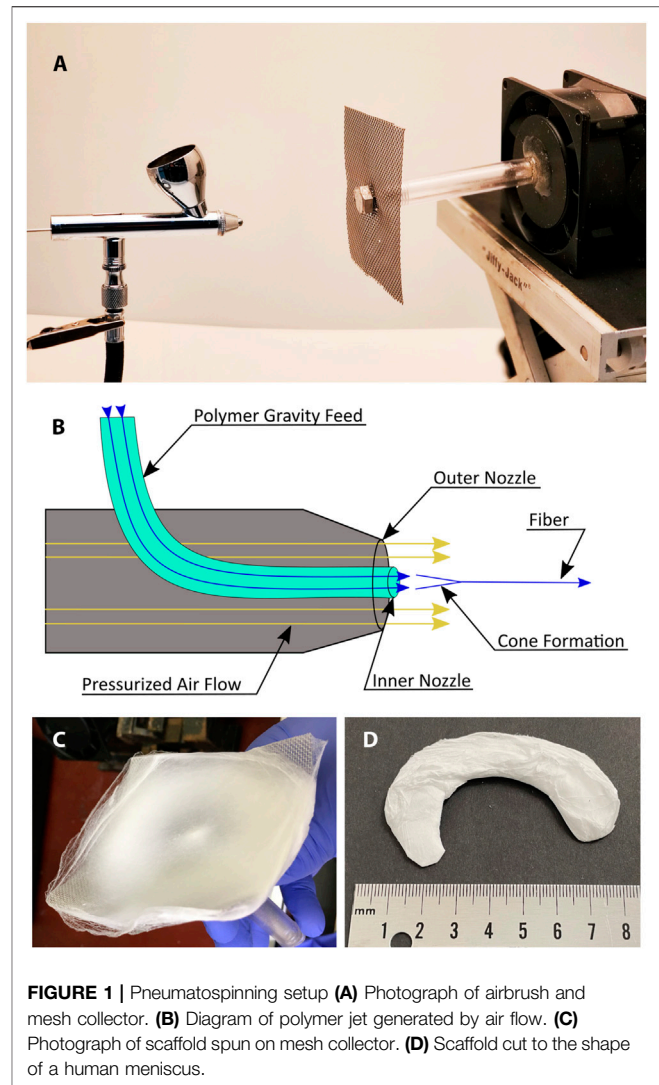 A
"Jiffy-Jack"
B
Polymer Gravity Feed
Outer Nozzle
Fiber
Cone Formation
Pressurized Air Flow
Inner Nozzle
C
D
mm 1 2 3 4 5 6 7 8
FIGURE 1 | Pneumatospinning setup (A) Photograph of airbrush and
mesh collector. (B) Diagram of polymer jet generated by air flow. (C)
Photograph of scaffold spun on mesh collector. (D) Scaffold cut to the shape
of a human meniscus.